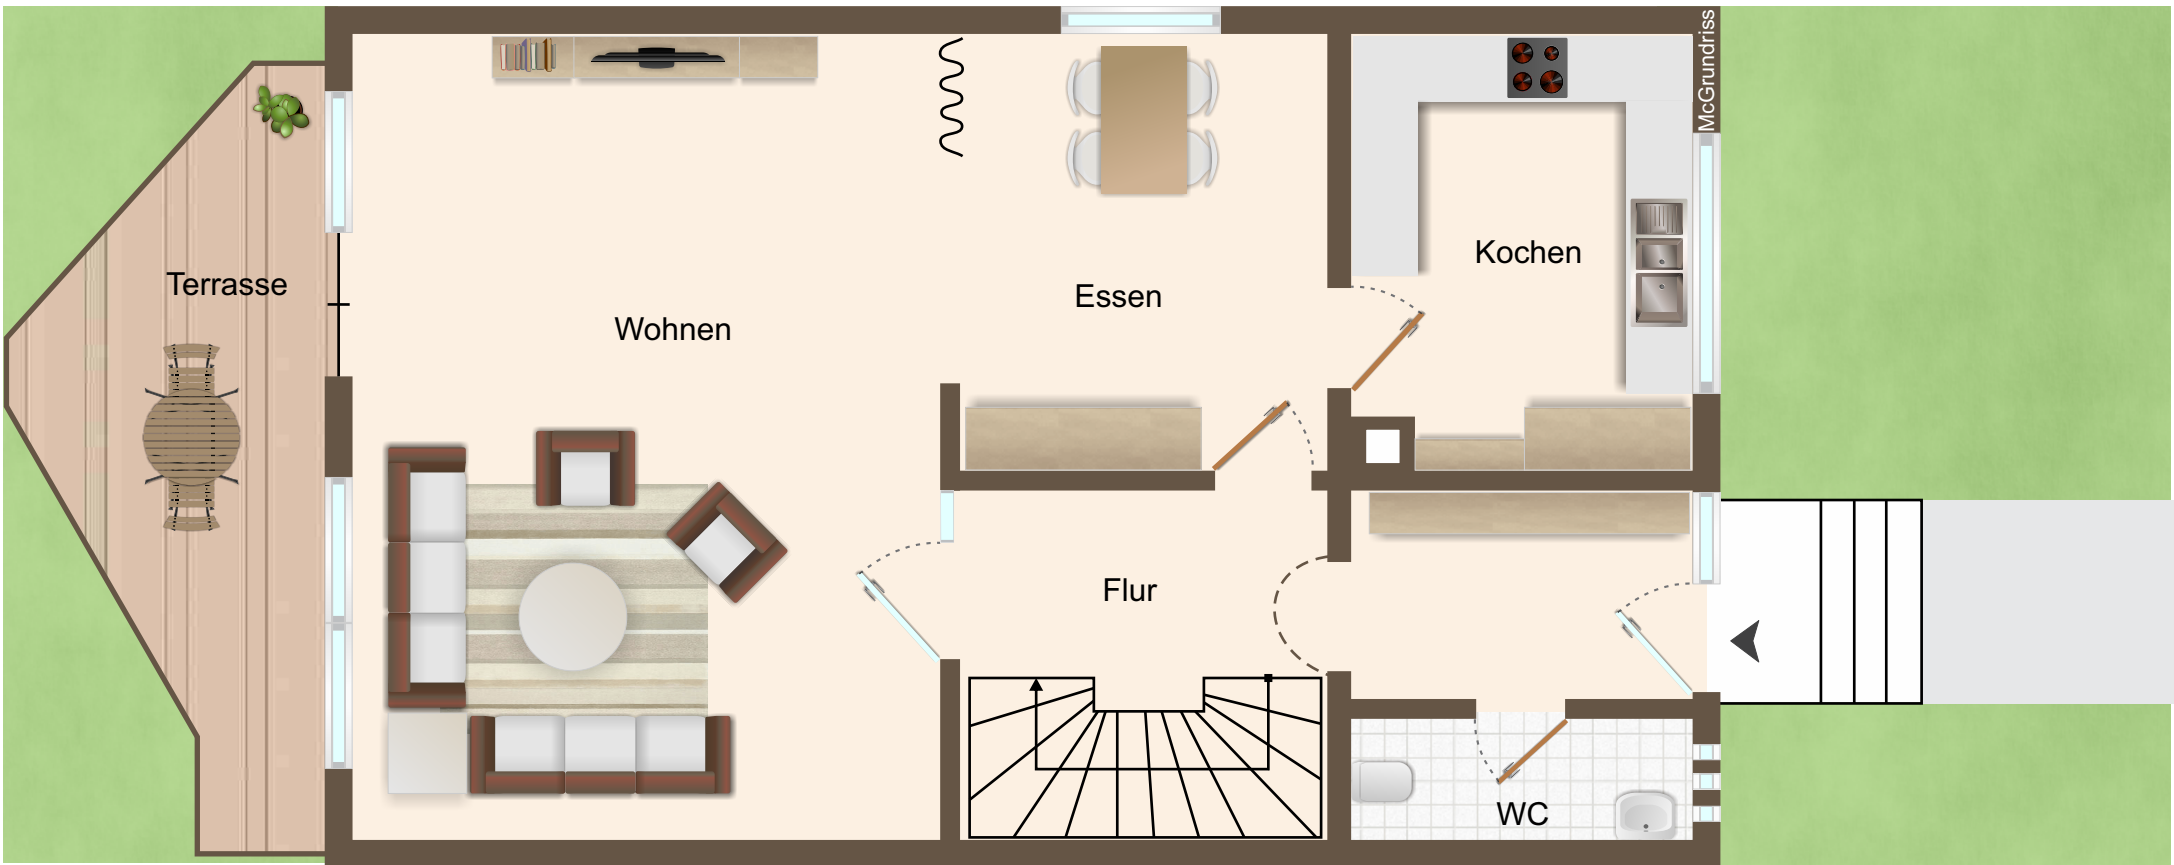 McGrundriss
Kochen
Terrasse
Essen
Wohnen
Flur
WC